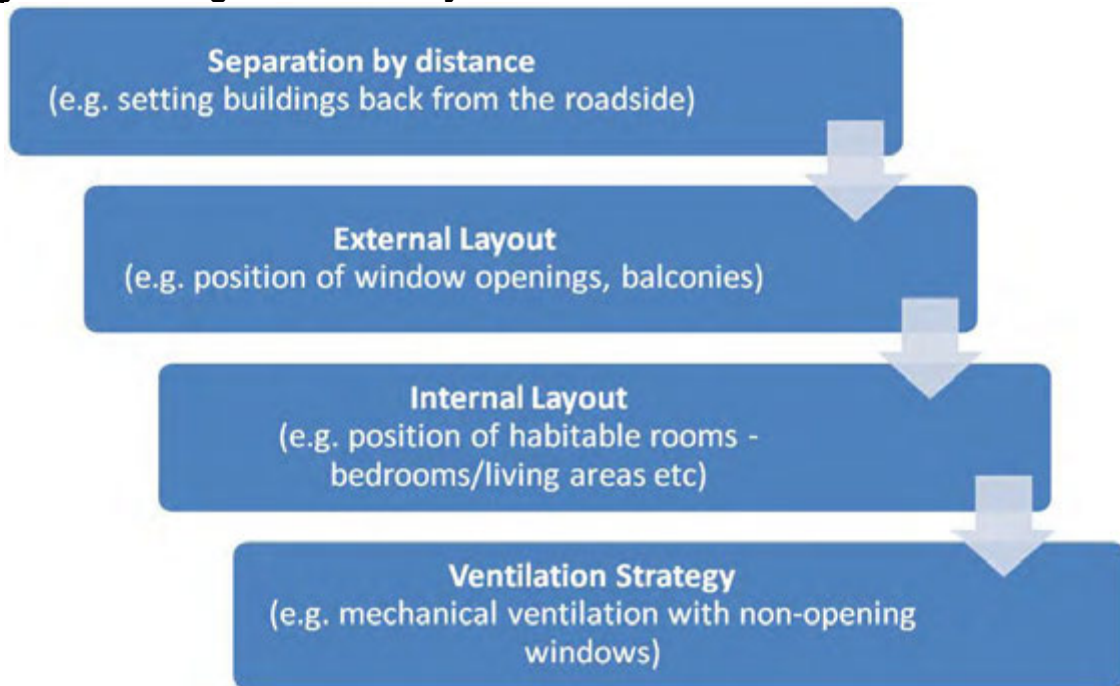 Separation by distance
(e.g. setting buildings back from the roadside)
External Layout
(e.g. position of window openings, balconies)
Internal Layout
(e.g. position of habitable rooms -
bedrooms/living areas etc)
Ventilation Strategy
(e.g. mechanical ventilation with non-opening
windows)